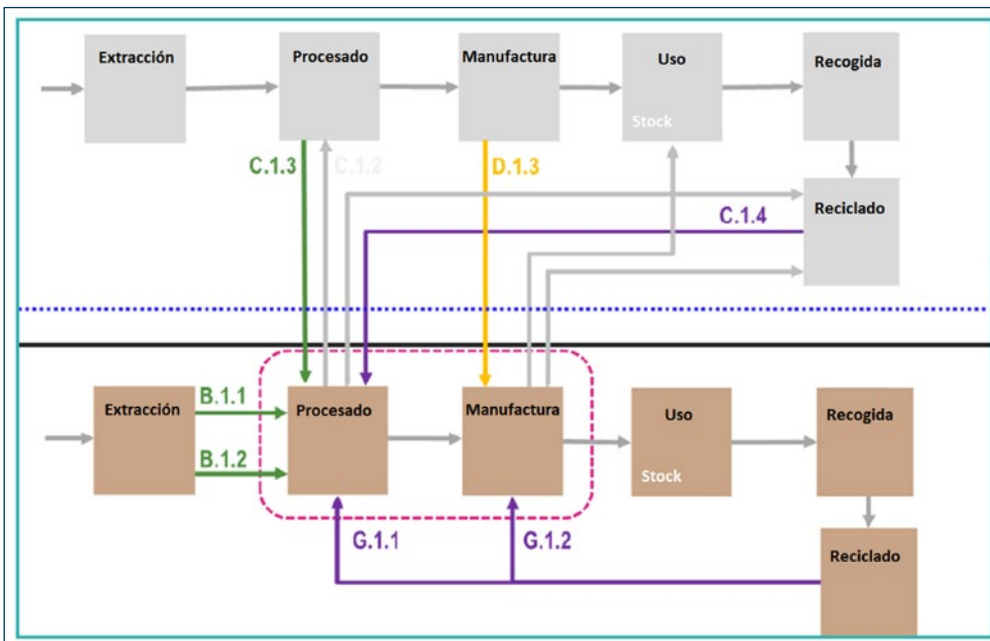 Extracción
Procesado
Manufactura
Uso
Recogida
Stock
C.1.3
C.1.2
D.1.3
Reciclado
C.1.4
Extracción
B.1.1
Procesado
Manufactura
Uso
Recogida
B.1.2
Stock
G.1.1
G.1.2
Reciclado